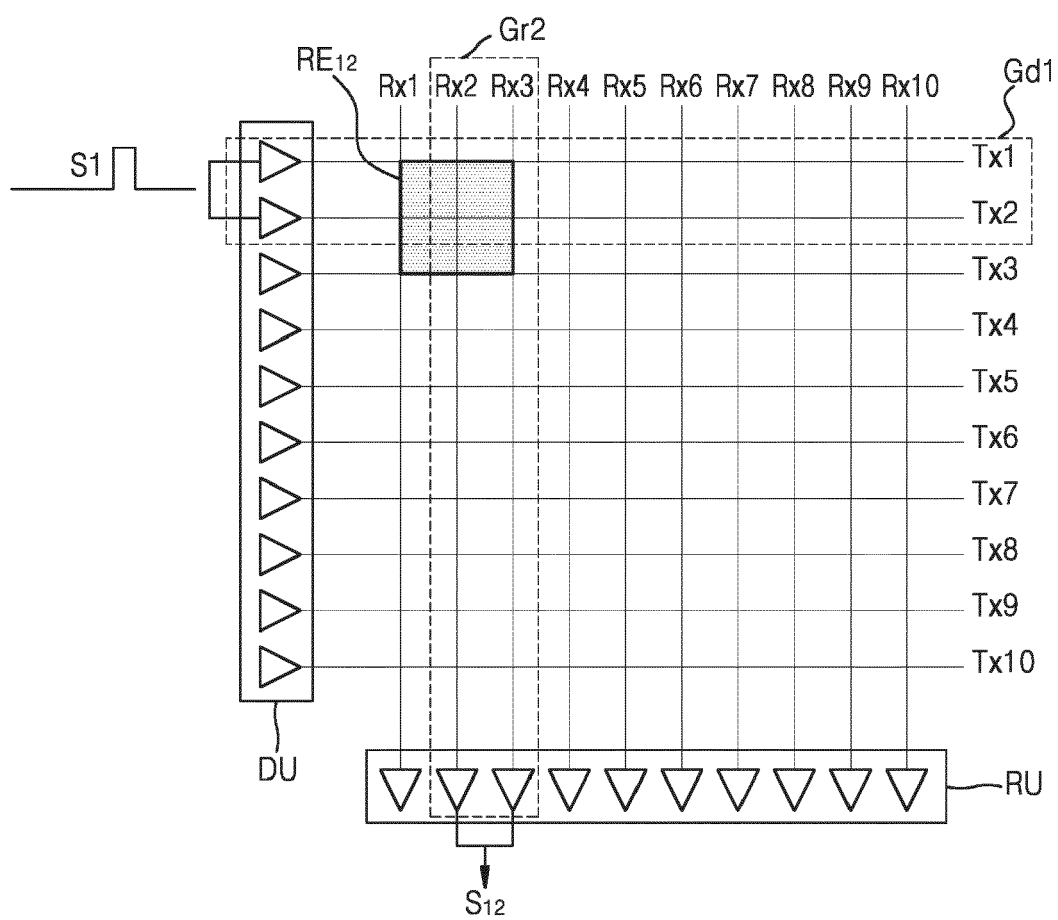 Gr2
RE12
Gd1
Rx1 Rx2 Rx3 Rx4 Rx5 Rx6 Rx7 Rx8 Rx9 Rx10
S1
Tx1
Tx2
Tx3
Tx4
Tx5
Tx6
Tx7
Tx8
Tx9
Tx10
DU
RU
S12